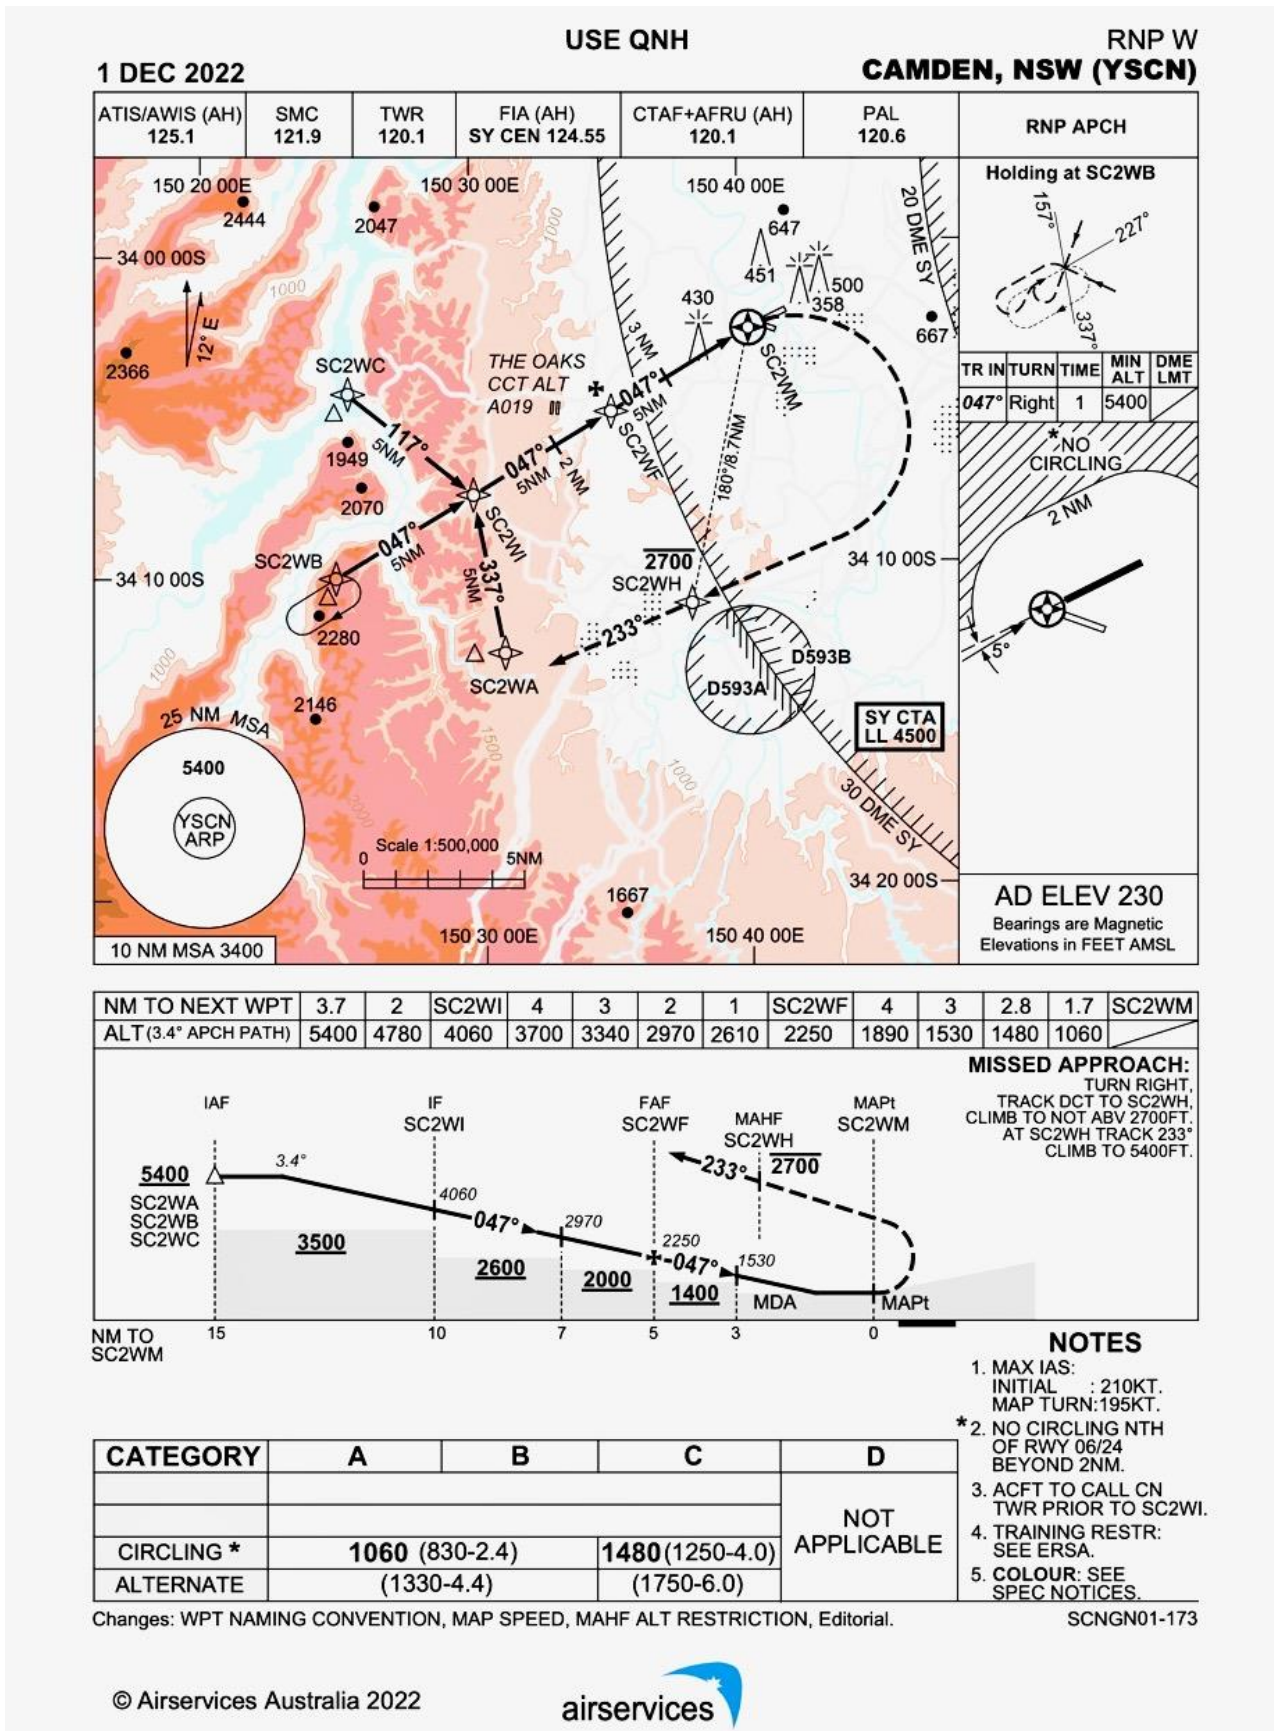 USE QNH
RNP W
1 DEC 2022
CAMDEN, NSW (YSCN)
ATIS/AWIS (AH) SMC TWR FIA (AH) CTAF+AFRU (AH) PAL
125.1 121.9 120.1 SY CEN 124.55 120.1 120.6
RNP APCH
150 20 00E 150 30 00E 150 40 00E
2444
2047
1000
647
20 DME SY
34 00 00S
1000
451
500
358
430
667
12° E
2366
3 NM
SC2WC
THE OAKS
CCT ALT
A019
SC2WM
117°
5NM
047°
5NM
1949
2070
047°
5NM
2 NM
SC2WF
180°/8.7NM
SC2WI
SC2WB
047°
5NM
2700
SC2WH
34 10 00S
34 10 00S
337°
5NM
2280
233°
1000
SC2WA
D593B
D593A
2146
25 NM MSA
5400
YSCN
ARP
1500
1000
SY CTA
LL 4500
30 DME SY
2000
Scale 1:500,000
0 5NM
1667
34 20 00S
150 30 00E 150 40 00E
10 NM MSA 3400
Holding at SC2WB
157°
227°
337°
TR IN TURN TIME MIN ALT DME LMT
047° Right 1 5400
*NO
CIRCLING
2 NM
5°
AD ELEV 230
Bearings are Magnetic
Elevations in FEET AMSL
NM TO NEXT WPT 3.7 2 SC2WI 4 3 2 1 SC2WF 4 3 2.8 1.7 SC2WM
ALT (3.4° APCH PATH) 5400 4780 4060 3700 3340 2970 2610 2250 1890 1530 1480 1060
MISSED APPROACH:
TURN RIGHT,
TRACK DCT TO SC2WH,
CLIMB TO NOT ABV 2700FT.
AT SC2WH TRACK 233°
CLIMB TO 5400FT.
IAF
IF
SC2WI
FAF
SC2WF
MAHF
SC2WH
MAPt
SC2WM
5400
SC2WA
SC2WB
SC2WC
3.4°
4060
047°
2970
2250
047°
1530
233°
2700
3500
2600
2000
1400
MDA
MAPt
NM TO
SC2WM
15 10 7 5 3 0
NOTES
1. MAX IAS:
INITIAL : 210KT.
MAP TURN:195KT.
*2. NO CIRCLING NTH
OF RWY 06/24
BEYOND 2NM.
3. ACFT TO CALL CN
TWR PRIOR TO SC2WI.
4. TRAINING RESTR:
SEE ERSA.
5. COLOUR: SEE
SPEC NOTICES.
CATEGORY A B C D
CIRCLING * 1060 (830-2.4) 1480 (1250-4.0)
ALTERNATE (1330-4.4) (1750-6.0)
NOT
APPLICABLE
Changes: WPT NAMING CONVENTION, MAP SPEED, MAHF ALT RESTRICTION, Editorial.
SCNGN01-173
© Airservices Australia 2022
airservices